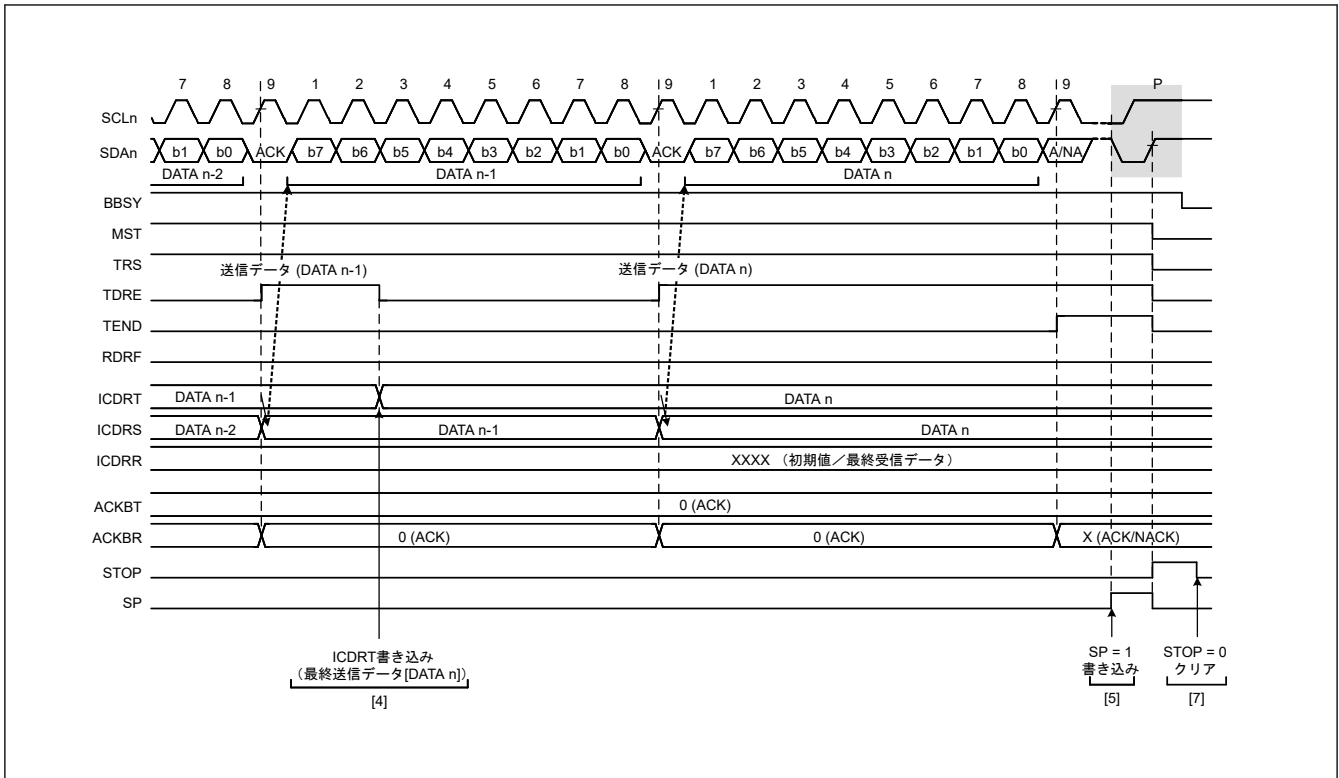 7 8 9 1 2 3 4 5 6 7 8 9 1 2 3 4 5 6 7 8 9 P
SCLn
SDAn b1 b0 ACK b7 b6 b5 b4 b3 b2 b1 b0 ACK b7 b6 b5 b4 b3 b2 b1 b0 A/NA
DATA n-2 DATA n-1 DATA n
BBSY
MST
TRS
送信データ (DATA n-1) 送信データ (DATA n)
TDRE
TEND
RDRF
ICDRT DATA n-1 DATA n
ICDRS DATA n-2 DATA n-1 DATA n
ICDRR XXXX （初期値／最終受信データ）
ACKBT 0 (ACK)
ACKBR 0 (ACK) 0 (ACK) X (ACK/NACK)
STOP
SP
ICDRT書き込み
（最終送信データ[DATA n]）
[4]
SP = 1
書き込み
[5]
STOP = 0
クリア
[7]